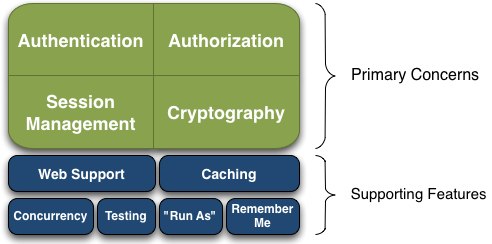 Authentication
Authorization
Primary Concerns
Session
Management
Cryptography
Web Support
Caching
Supporting Features
Concurrency
Testing
"Run As"
Remember
Me